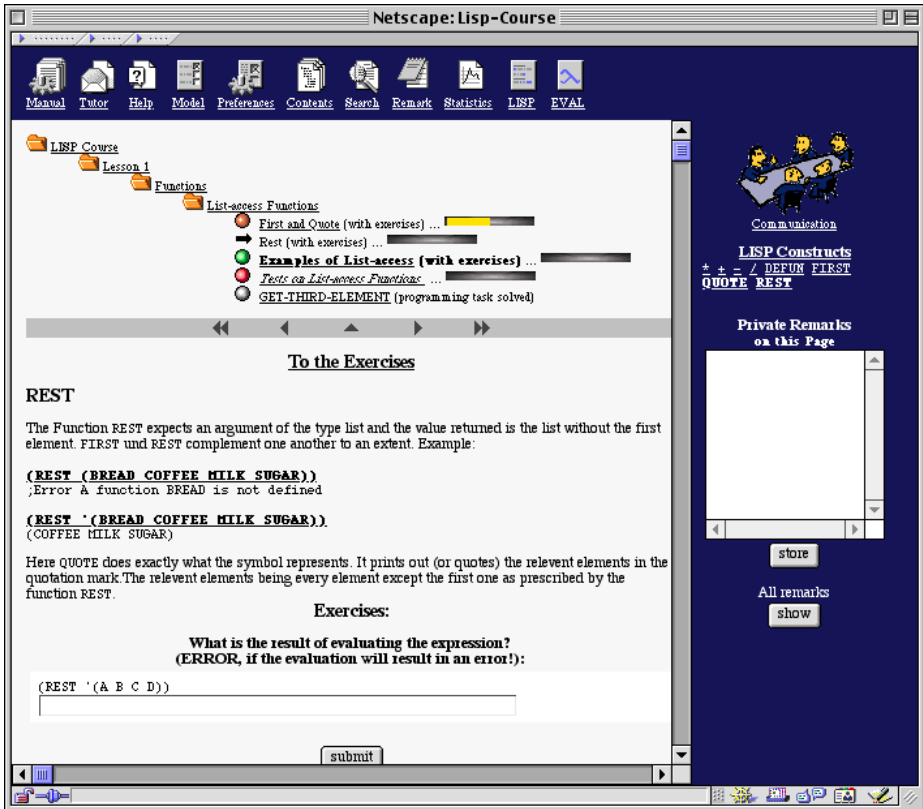 Netscape: Lisp-Course
Manual Tutor Help Model Preferences Contents Search Remark Statistics LISP EVAL
LISP Course
Lesson 1
Functions
List-access Functions
First and Quote (with exercises) ...
Rest (with exercises) ...
Examples of List-access (with exercises) ...
Tests on List-access Functions ...
GET-THIRD-ELEMENT (programming task solved)
To the Exercises
REST
The Function REST expects an argument of the type list and the value returned is the list without the first
element. FIRST und REST complement one another to an extent. Example:
(REST (BREAD COFFEE MILK SUGAR))
;Error A function BREAD is not defined
(REST '(BREAD COFFEE MILK SUGAR))
(COFFEE MILK SUGAR)
Here QUOTE does exactly what the symbol represents. It prints out (or quotes) the relevent elements in the
quotation mark.The relevent elements being every element except the first one as prescribed by the
function REST.
Exercises:
What is the result of evaluating the expression?
(ERROR, if the evaluation will result in an error!):
(REST '(A B C D))
submit
Communication
LISP Constructs
* + - / DEFUN FIRST
QUOTE REST
Private Remarks
on this Page
store
All remarks
show